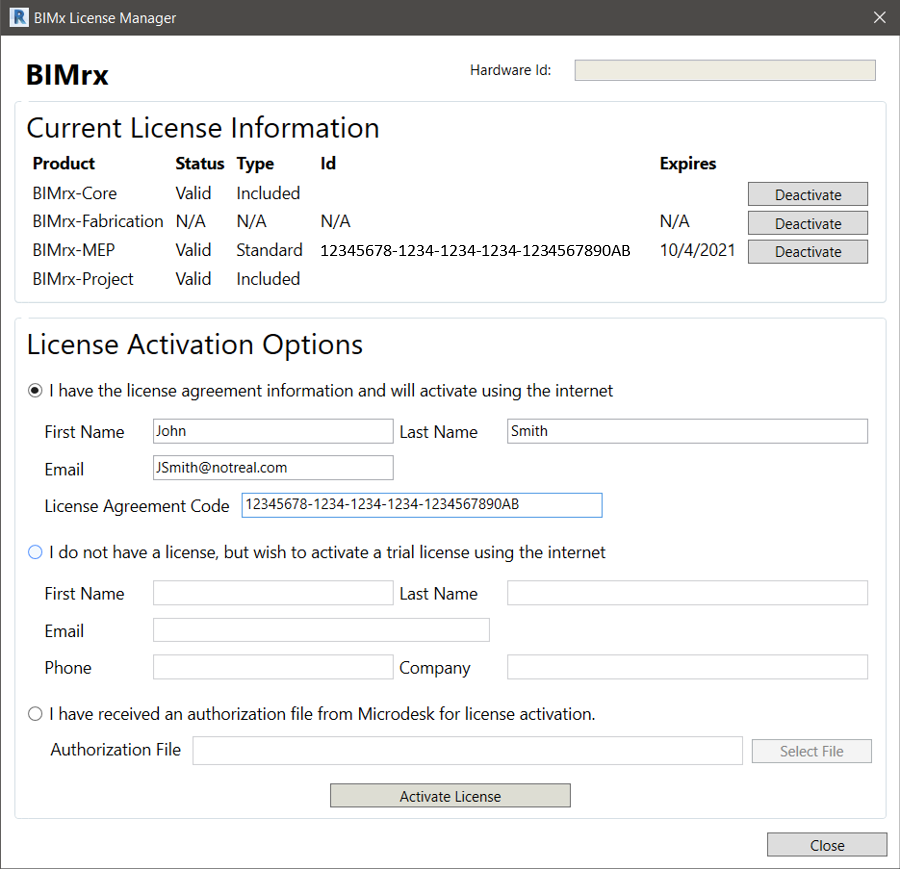 BIMx License Manager
BIMrx Hardware Id:
Current License Information
Product Status Type Id Expires
BIMrx-Core Valid Included Deactivate
BIMrx-Fabrication N/A N/A N/A N/A Deactivate
BIMrx-MEP Valid Standard 12345678-1234-1234-1234-1234567890AB 10/4/2021 Deactivate
BIMrx-Project Valid Included
License Activation Options
I have the license agreement information and will activate using the internet
First Name John Last Name Smith
Email JSmith@notreal.com
License Agreement Code 12345678-1234-1234-1234-1234567890AB
I do not have a license, but wish to activate a trial license using the internet
First Name Last Name
Email
Phone Company
I have received an authorization file from Microdesk for license activation.
Authorization File Select File
Activate License
Close